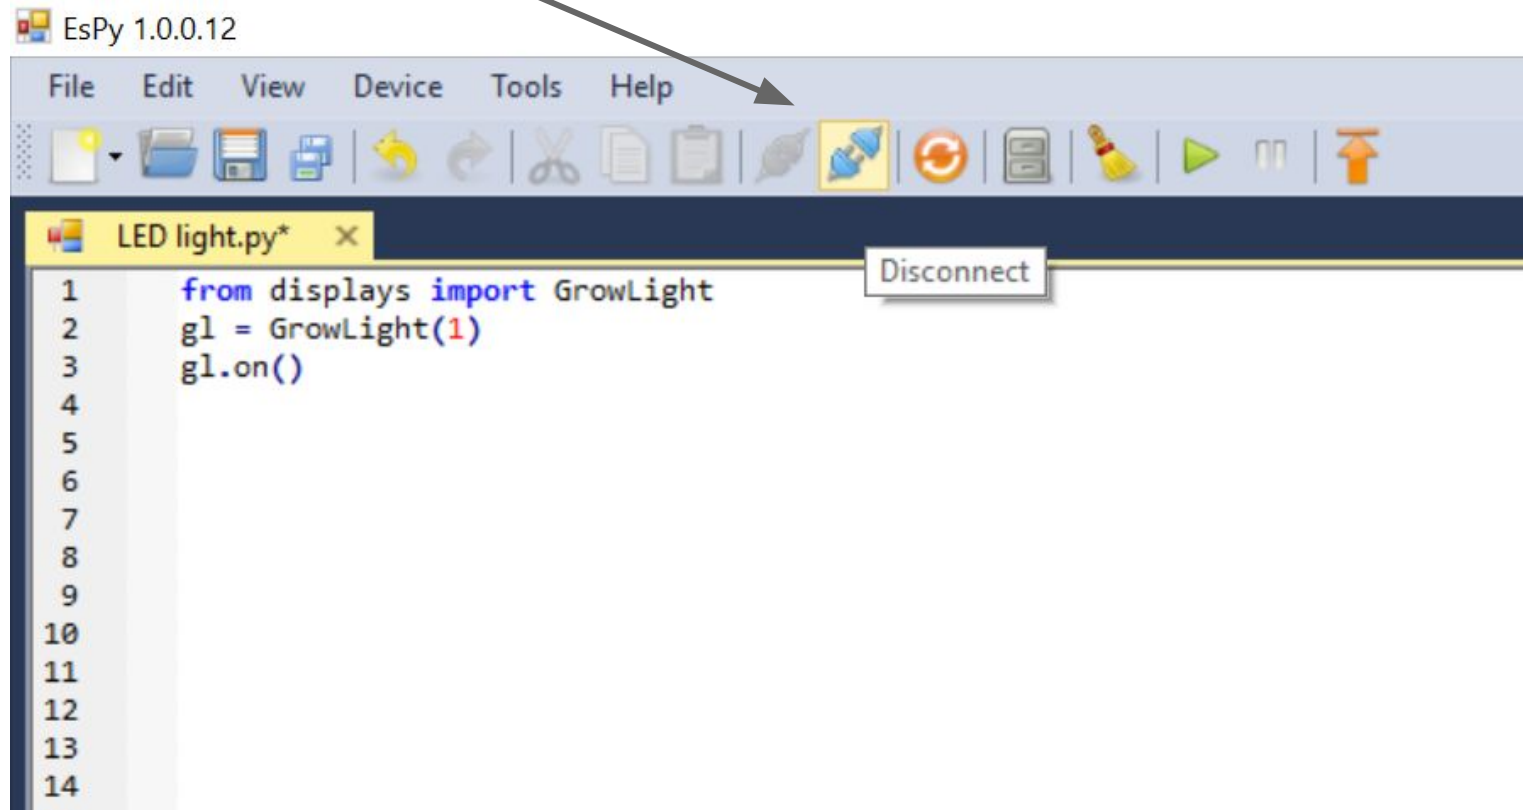 EsPy 1.0.0.12
File Edit View Device Tools Help
LED light.py*
Disconnect
1 from displays import GrowLight
2 gl = GrowLight(1)
3 gl.on()
4
5
6
7
8
9
10
11
12
13
14